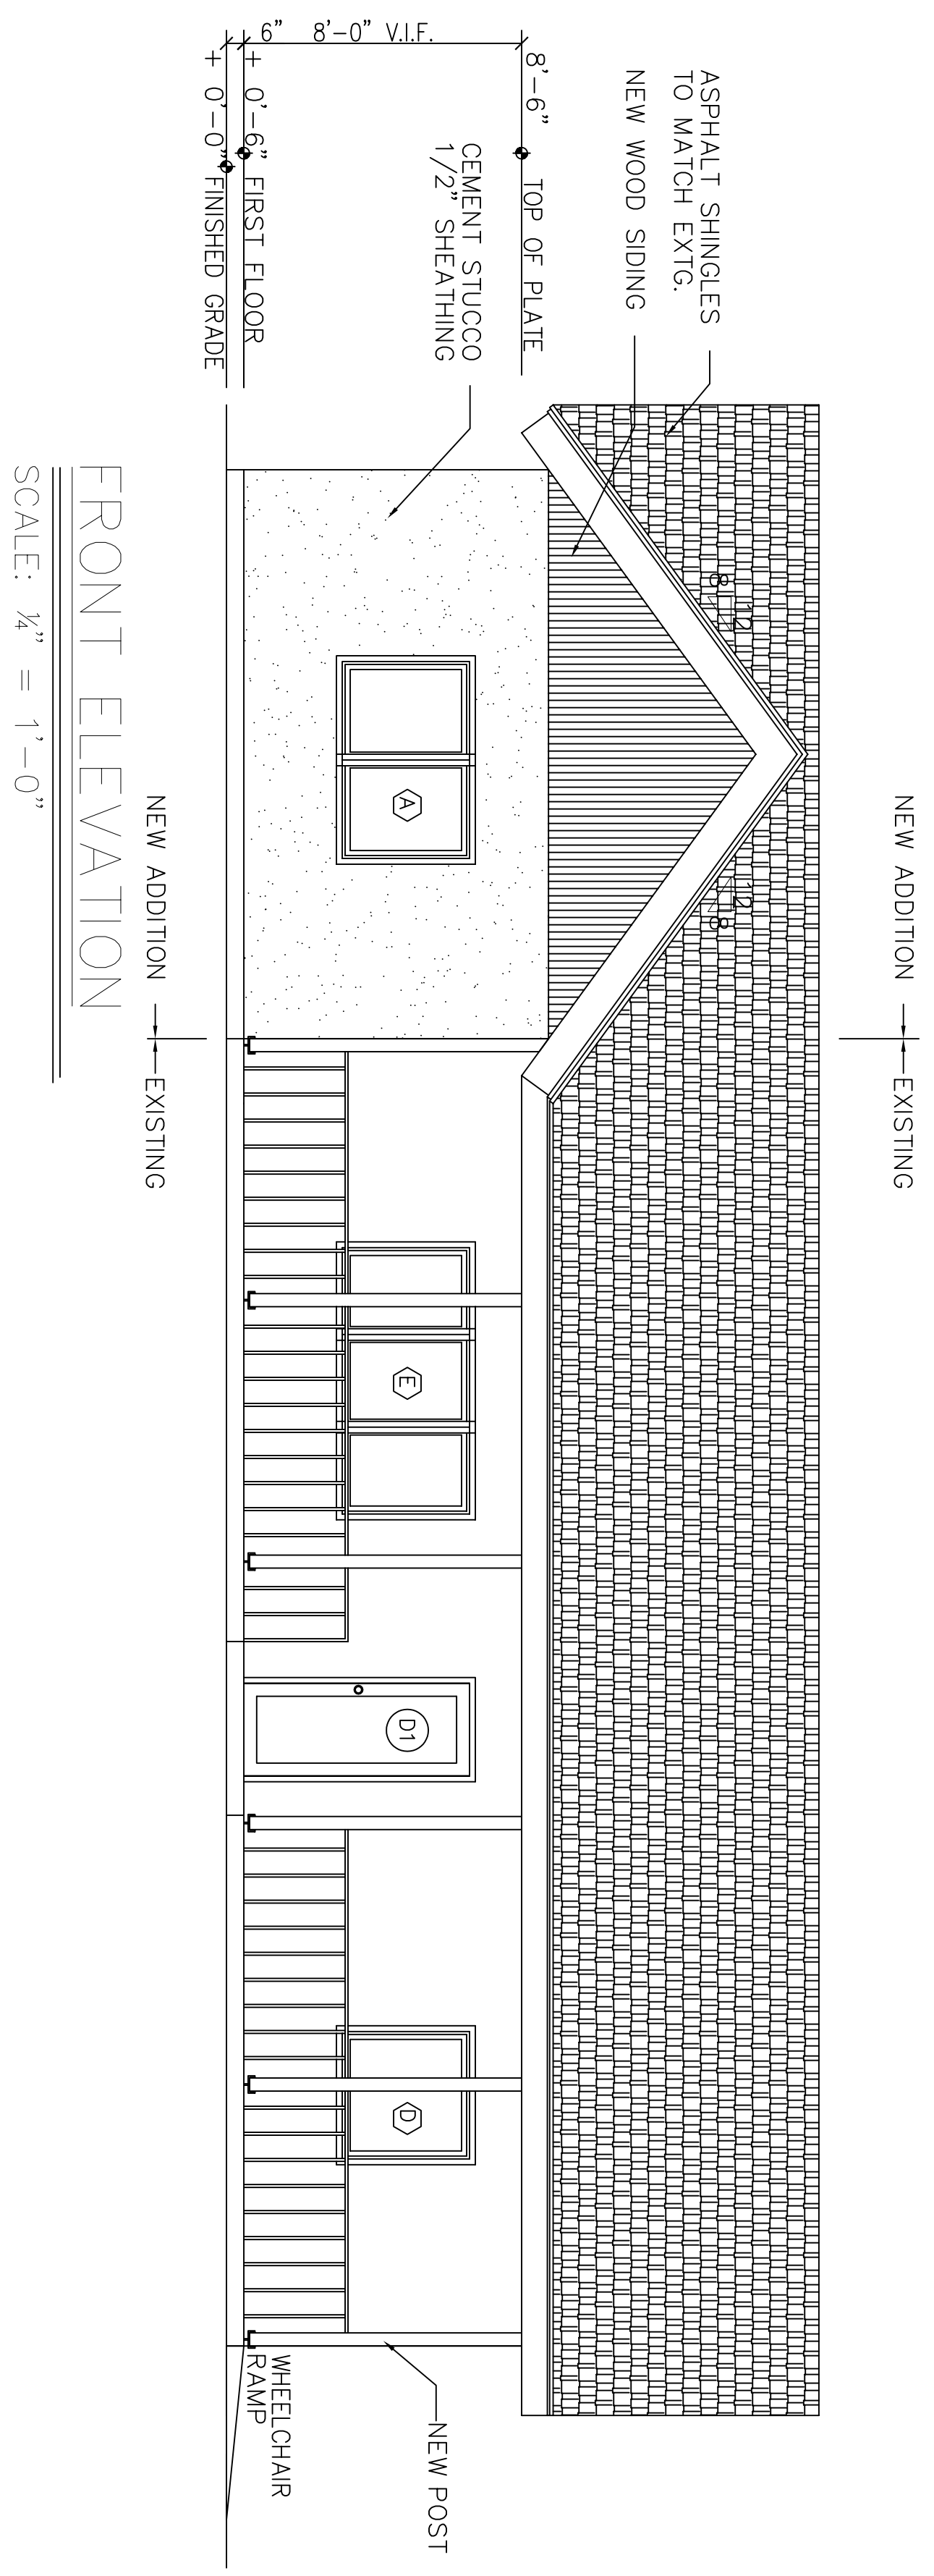 NEW ADDITION
EXISTING
ASPHALT SHINGLES
TO MATCH EXTG.
NEW WOOD SIDING
12
8
12
8
8'-6" TOP OF PLATE
8'-0" V.I.F.
6"
CEMENT STUCCO
1/2" SHEATHING
A
E
D1
D
NEW POST
WHEELCHAIR
RAMP
+ 0'-6" FIRST FLOOR
+ 0'-0" FINISHED GRADE
NEW ADDITION
EXISTING
FRONT ELEVATION
SCALE: ¼" = 1'-0"